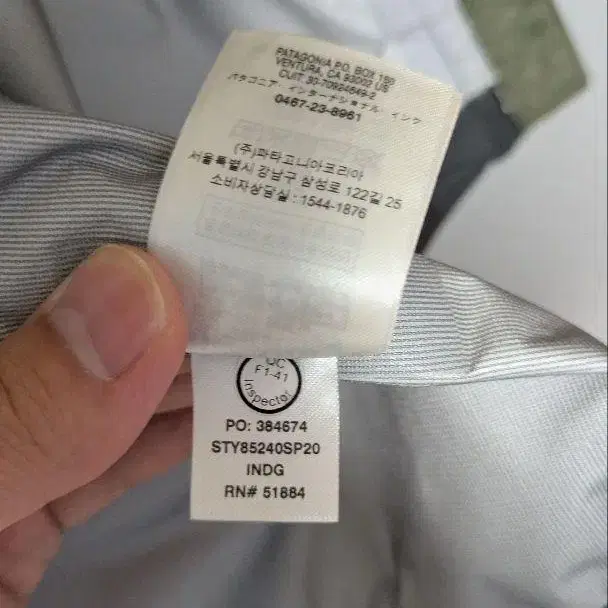 PATAGONIA P.O. BOX 150
VENTURA, CA 93002 US
CUIT 30-70924649-2
パタゴニア・インターナショナル・インク
0467-23-8961
(주)파타고니아코리아
서울특별시 강남구 삼성로 122길 25
소비자상담실 : 1544-1876
QC
F1-41
Inspector
PO: 384674
STY85240SP20
INDG
RN# 51884